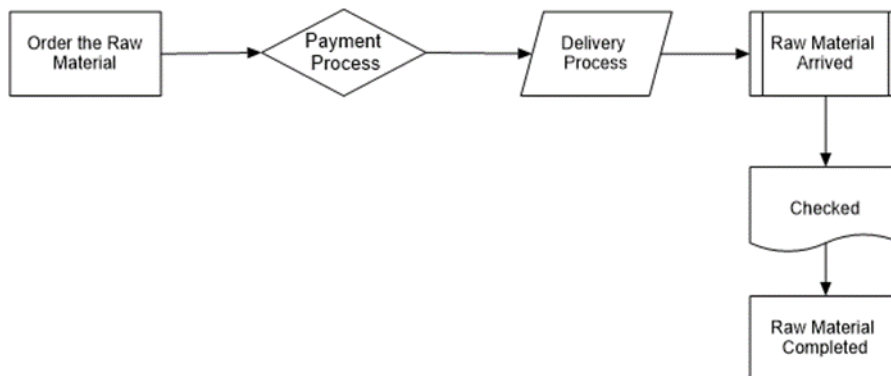 Order the Raw
Material
Payment
Process
Delivery
Process
Raw Material
Arrived
Checked
Raw Material
Completed